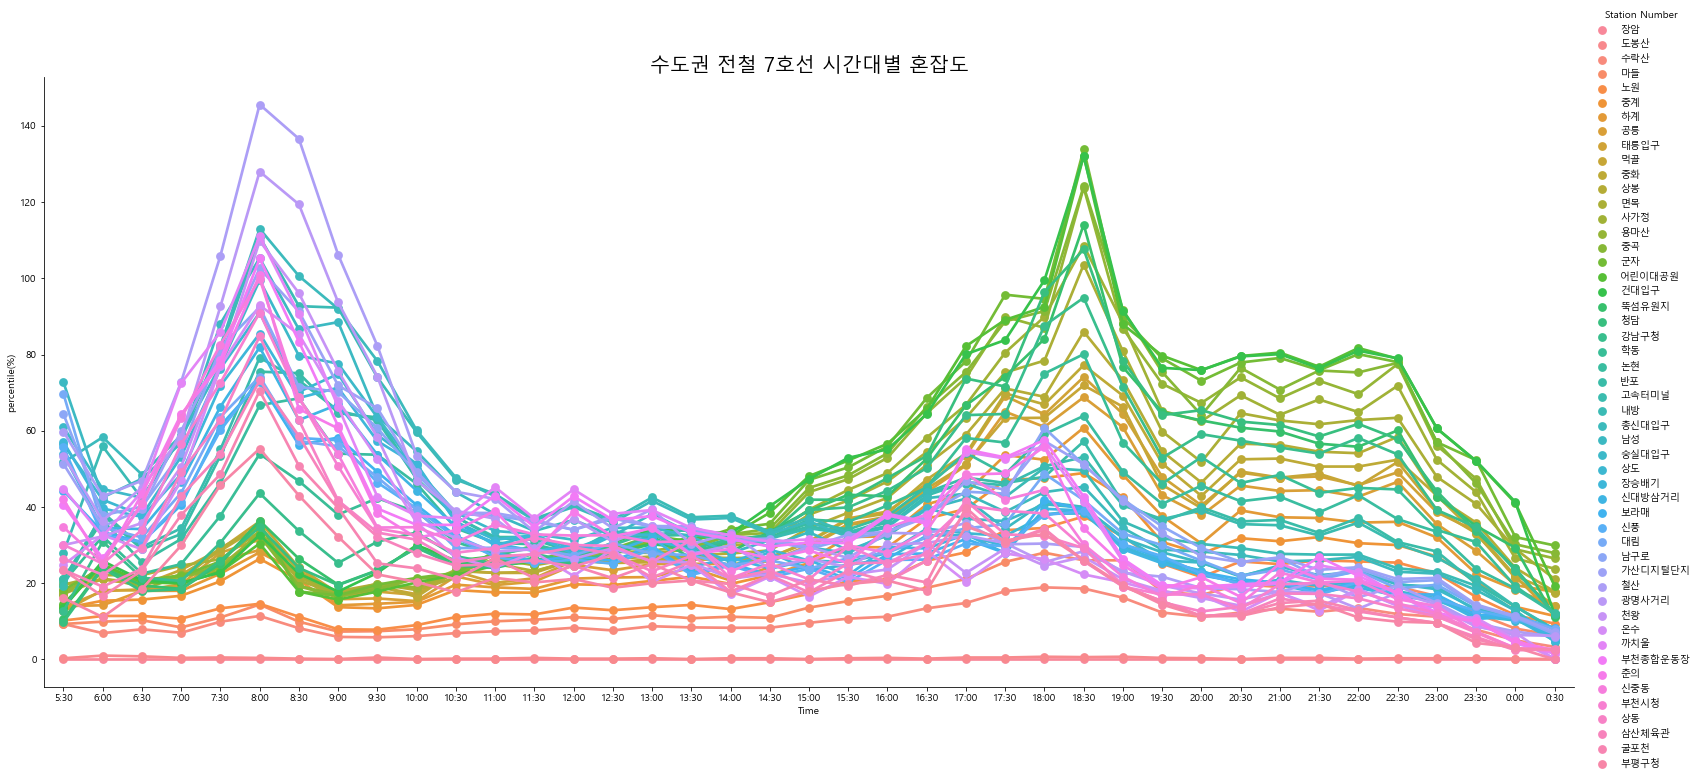 수도권 전철 7호선 시간대별 혼잡도
percentile(%)
140
120
100
80
60
40
20
0
5:30 6:00 6:30 7:00 7:30 8:00 8:30 9:00 9:30 10:00 10:30 11:00 11:30 12:00 12:30 13:00 13:30 14:00 14:30 15:00 15:30 16:00 16:30 17:00 17:30 18:00 18:30 19:00 19:30 20:00 20:30 21:00 21:30 22:00 22:30 23:00 23:30 0:00 0:30
Time
Station Number
장암
도봉산
수락산
마들
노원
중계
하계
공릉
태릉입구
먹골
중화
상봉
면목
사가정
용마산
중곡
군자
어린이대공원
건대입구
뚝섬유원지
청담
강남구청
학동
논현
반포
고속터미널
내방
총신대입구
남성
숭실대입구
상도
장승배기
신대방삼거리
보라매
신풍
대림
남구로
가산디지털단지
철산
광명사거리
천왕
온수
까치울
부천종합운동장
춘의
신중동
부천시청
상동
삼산체육관
굴포천
부평구청